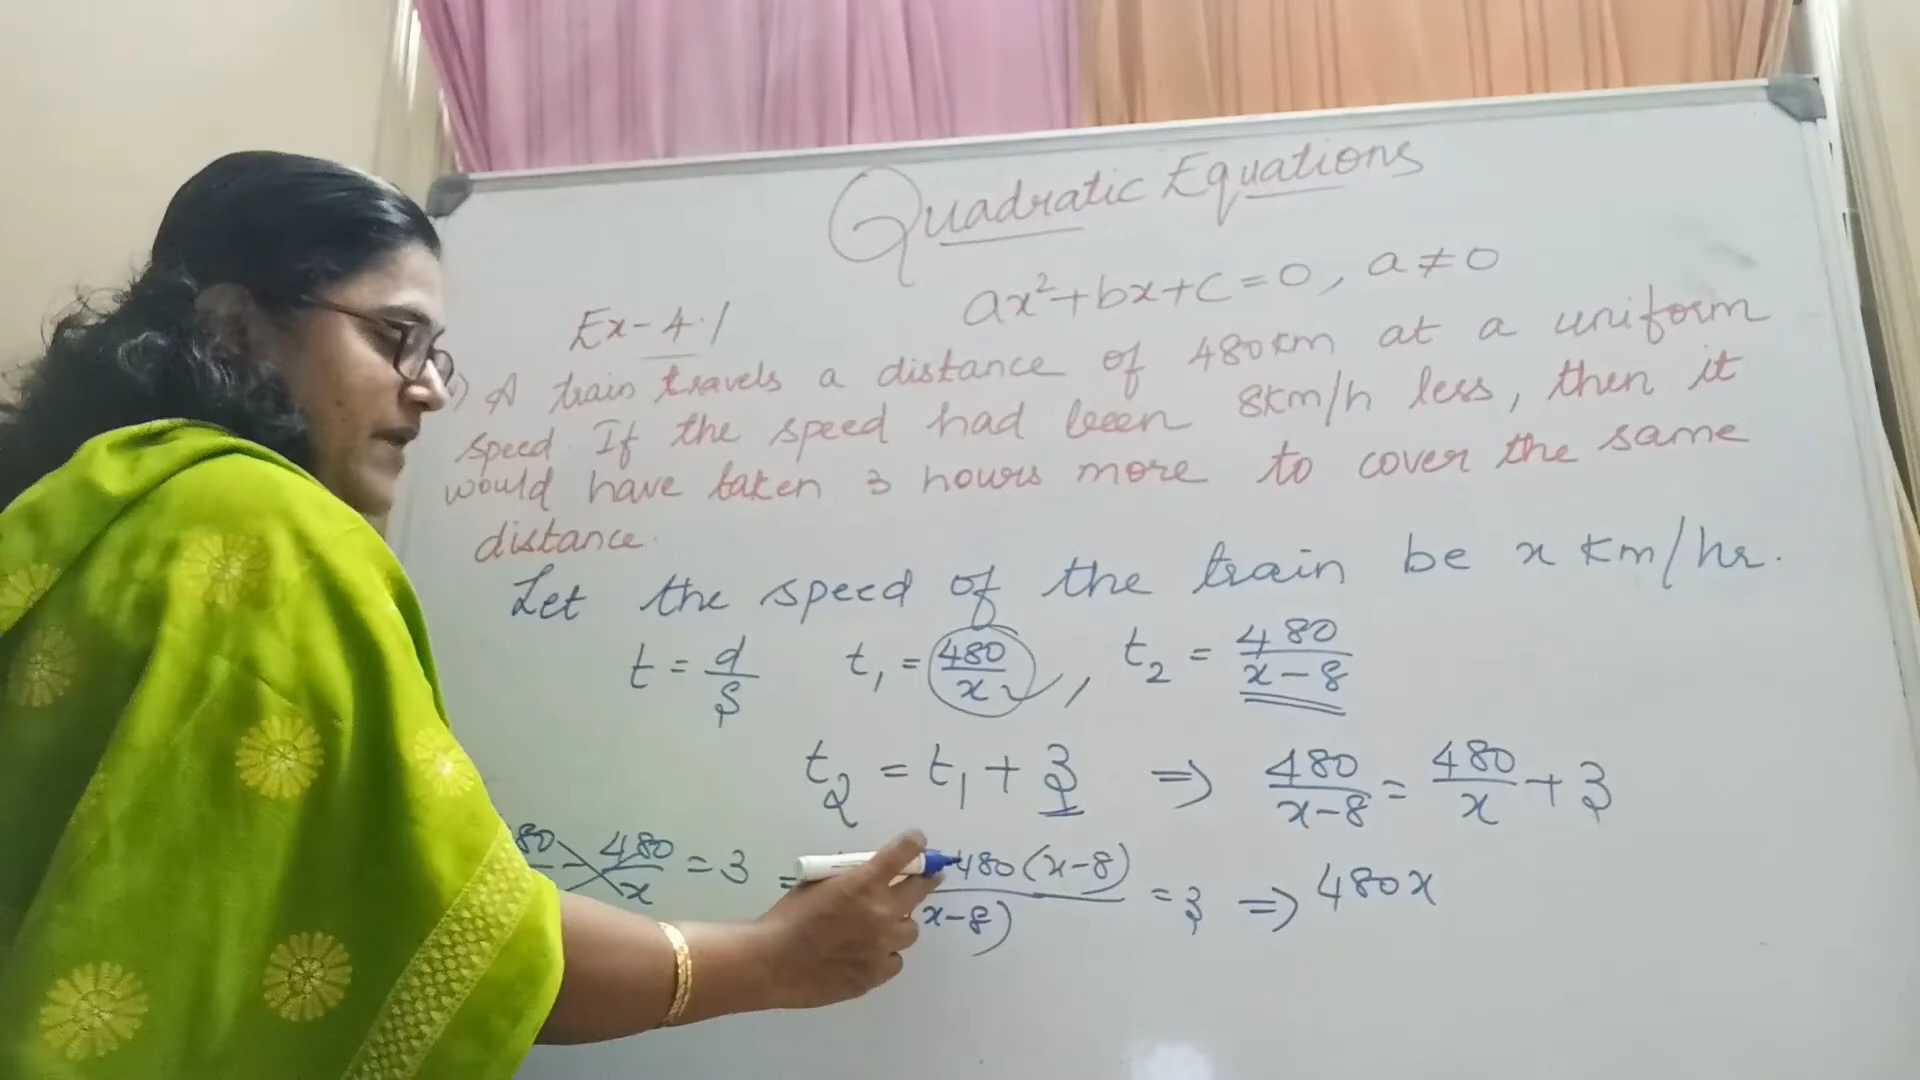 Quadratic Equations
ax²+bx+c=0, a≠0
Ex-4.1
) A train travels a distance of 480km at a uniform
speed. If the speed had been 8km/h less, then it
would have taken 3 hours more to cover the same
distance.
Let the speed of the train be x km/hr.
t = d/s t₁ = 480/x, t₂ = 480/(x-8)
t₂ = t₁ + 3 ⇒ 480/(x-8) = 480/x + 3
80 - 480/x = 3 = 480(x-8) / x-8) = 3 ⇒ 480x